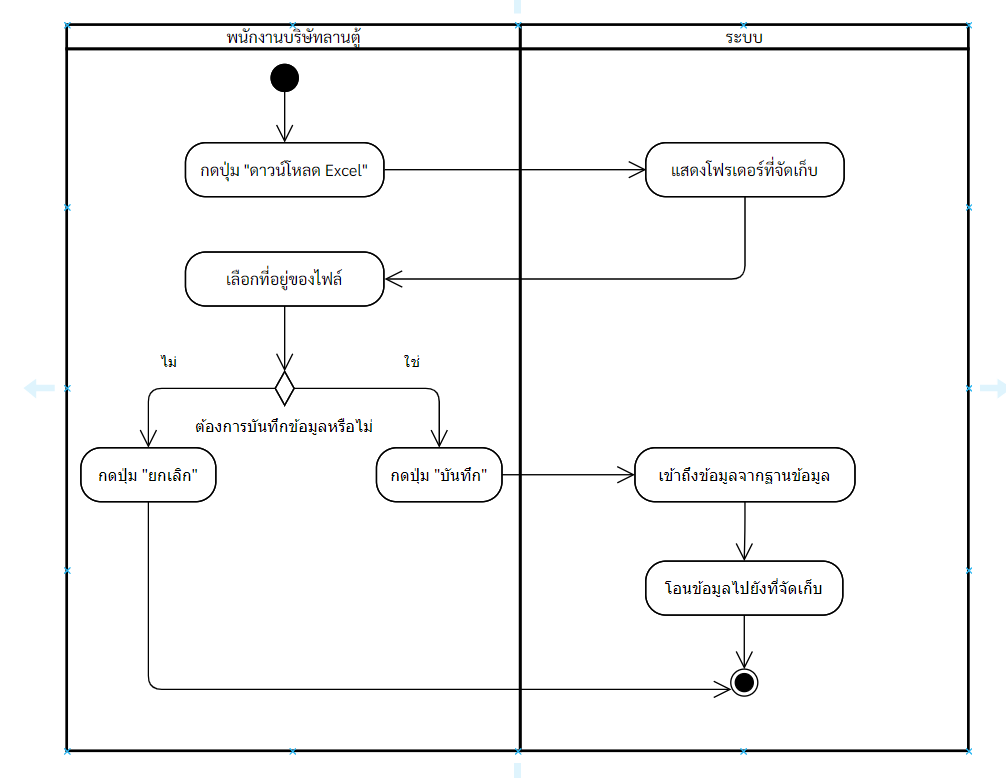 พนักงานบริษัทลานตู้
ระบบ
กดปุ่ม "ดาวน์โหลด Excel"
แสดงโฟรเดอร์ที่จัดเก็บ
เลือกที่อยู่ของไฟล์
ไม่
ใช่
ต้องการบันทึกข้อมูลหรือไม่
กดปุ่ม "ยกเลิก"
กดปุ่ม "บันทึก"
เข้าถึงข้อมูลจากฐานข้อมูล
โอนข้อมูลไปยังที่จัดเก็บ